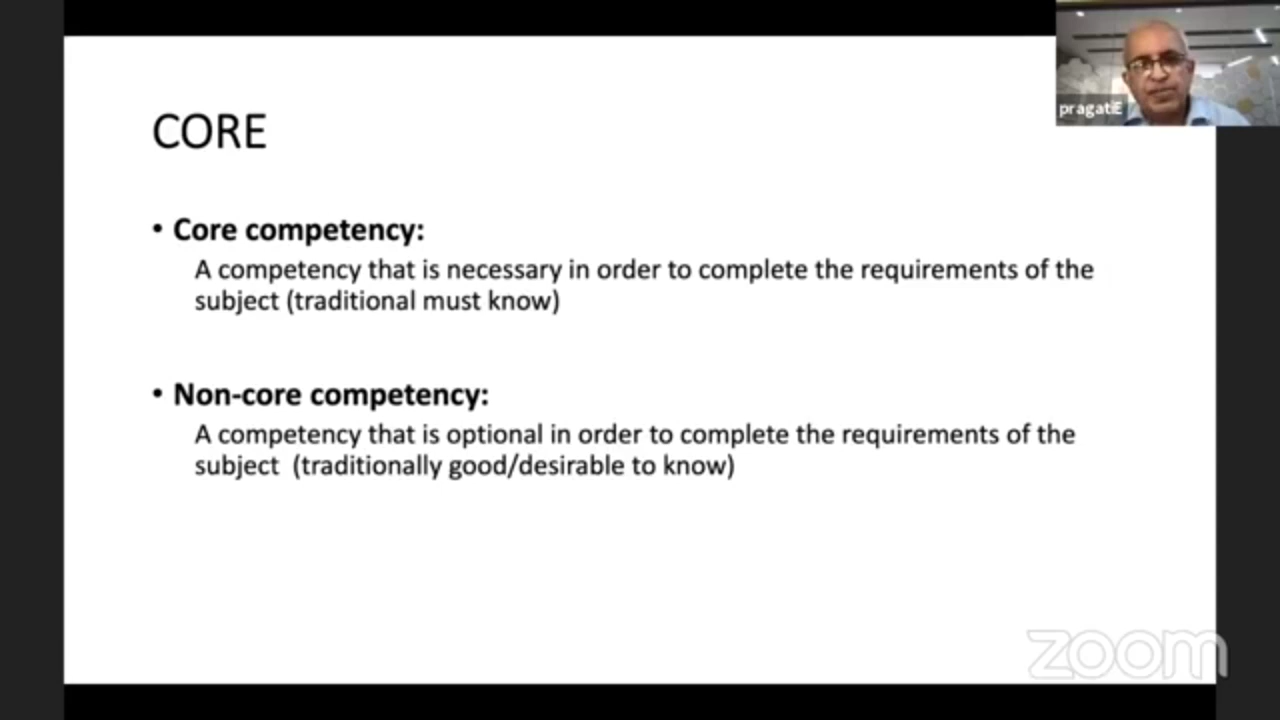 CORE
• Core competency:
A competency that is necessary in order to complete the requirements of the
subject (traditional must know)
• Non-core competency:
A competency that is optional in order to complete the requirements of the
subject (traditionally good/desirable to know)
pragatiE
zoom